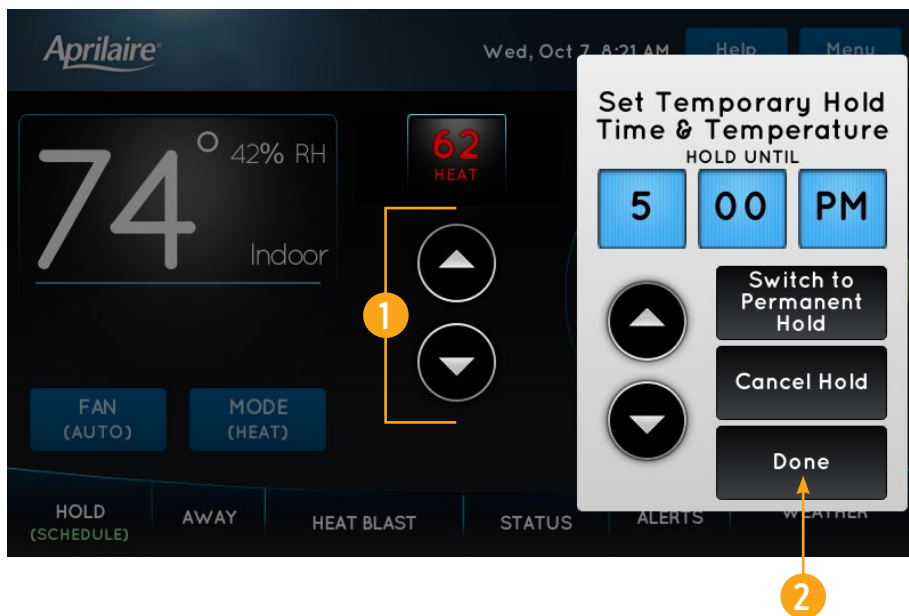 Aprilaire®
Wed, Oct 7, 8:21 AM
Help
Menu
74° 42% RH
Indoor
62
HEAT
1
FAN
(AUTO)
MODE
(HEAT)
Set Temporary Hold
Time & Temperature
HOLD UNTIL
5 00 PM
Switch to
Permanent
Hold
Cancel Hold
Done
HOLD
(SCHEDULE)
AWAY
HEAT BLAST
STATUS
ALERTS
WEATHER
2